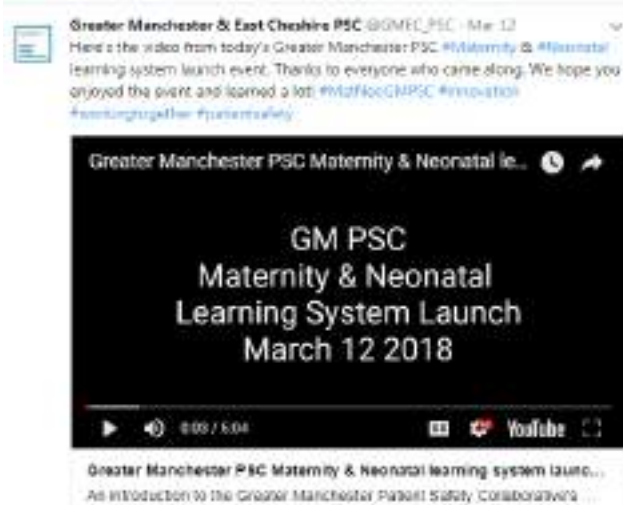 Greater Manchester & East Cheshire PSC @GMEC_PSC · Mar 12
Here's the video from today's Greater Manchester PSC #Maternity & #Neonatal
learning system launch event. Thanks to everyone who came along. We hope you
enjoyed the event and learned a lot! #MatNeoGMPSC #innovation
#workingtogether #patientsafety
Greater Manchester PSC Maternity & Neonatal le...
GM PSC
Maternity & Neonatal
Learning System Launch
March 12 2018
0:03 / 5:04
YouTube
Greater Manchester PSC Maternity & Neonatal learning system launc...
An introduction to the Greater Manchester Patient Safety Collaborative's